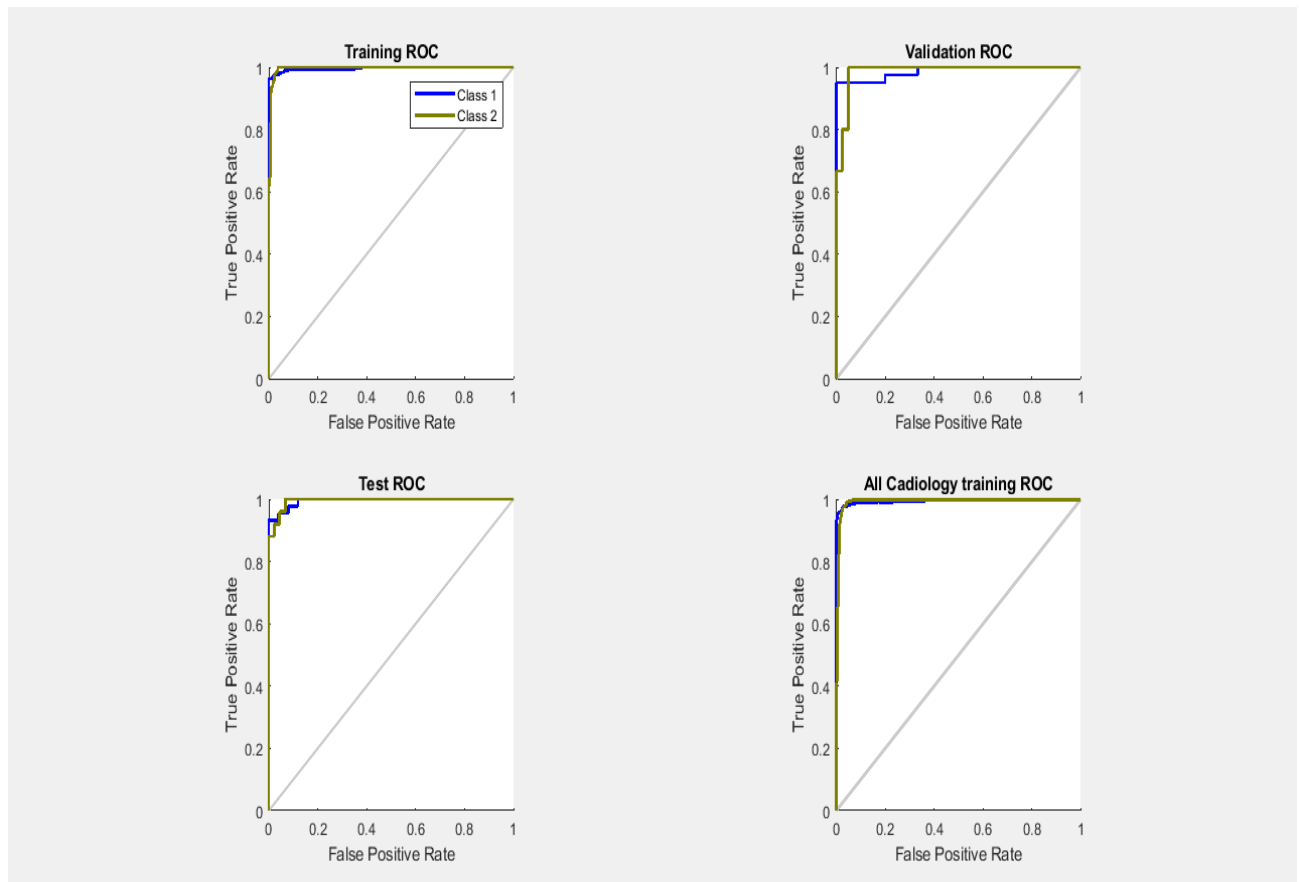 Training ROC
1
0.8
0.6
0.4
0.2
0
True Positive Rate
Class 1
Class 2
0 0.2 0.4 0.6 0.8 1
False Positive Rate
Validation ROC
1
0.8
0.6
0.4
0.2
0
True Positive Rate
0 0.2 0.4 0.6 0.8 1
False Positive Rate
Test ROC
1
0.8
0.6
0.4
0.2
0
True Positive Rate
0 0.2 0.4 0.6 0.8 1
False Positive Rate
All Cadiology training ROC
1
0.8
0.6
0.4
0.2
0
True Positive Rate
0 0.2 0.4 0.6 0.8 1
False Positive Rate